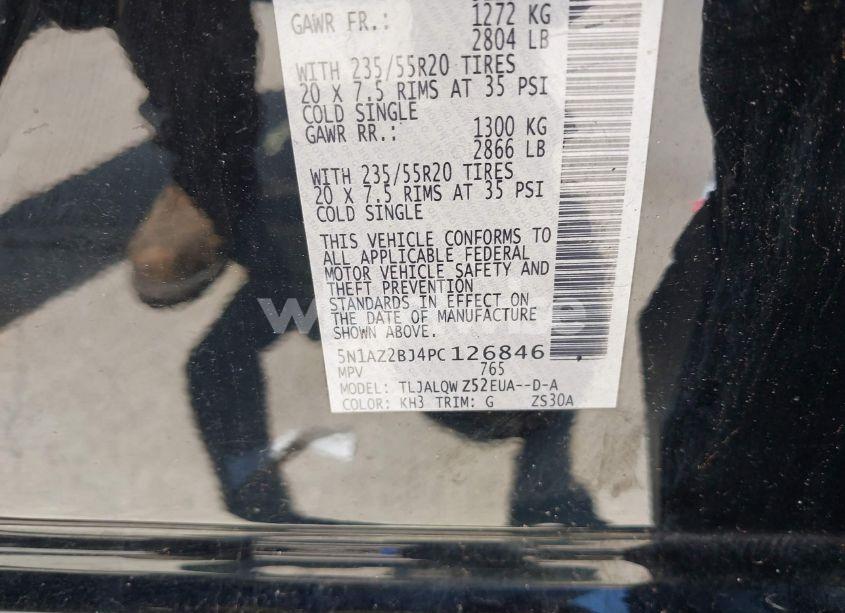 GAWR FR.: 1272 KG
2804 LB
WITH 235/55R20 TIRES
20 X 7.5 RIMS AT 35 PSI
COLD SINGLE
GAWR RR.: 1300 KG
2866 LB
WITH 235/55R20 TIRES
20 X 7.5 RIMS AT 35 PSI
COLD SINGLE
THIS VEHICLE CONFORMS TO
ALL APPLICABLE FEDERAL
MOTOR VEHICLE SAFETY AND
THEFT PREVENTION
STANDARDS IN EFFECT ON
THE DATE OF MANUFACTURE
SHOWN ABOVE.
5N1AZ2BJ4PC126846
MPV 765
MODEL: TLJALQW Z52EUA--D-A
COLOR: KH3 TRIM: G ZS30A